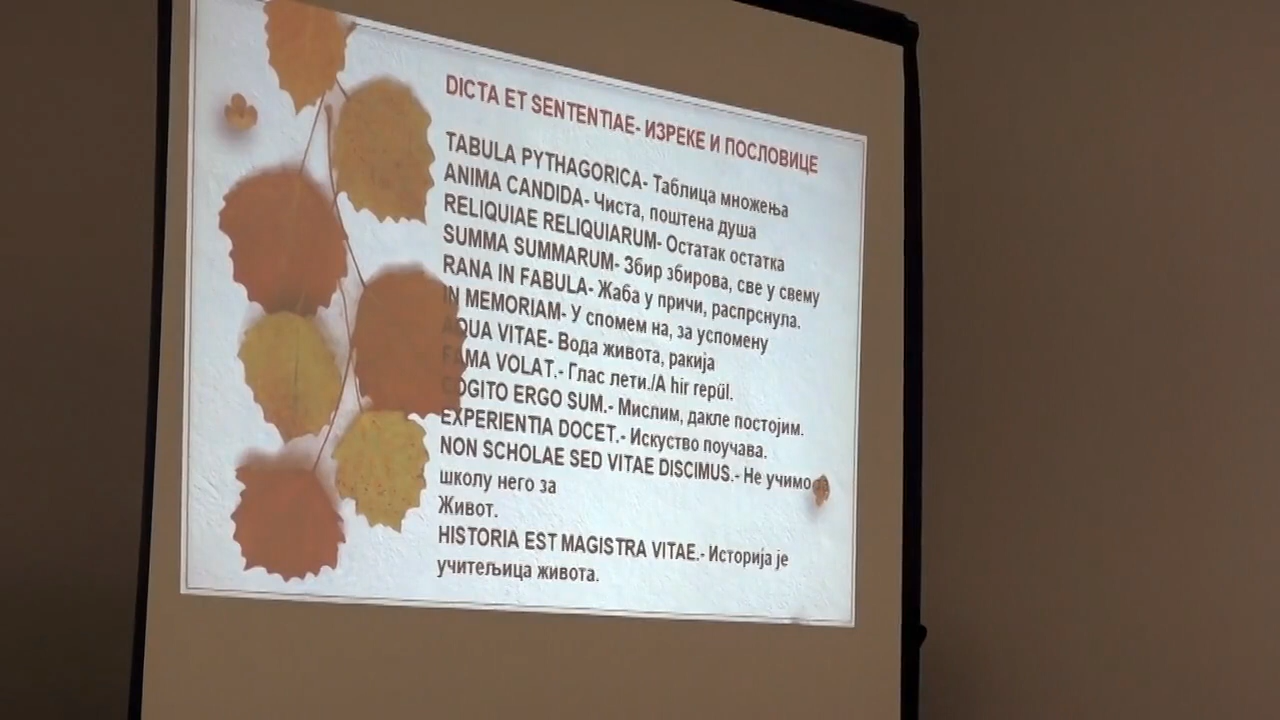 DICTA ET SENTENTIAE- ИЗРЕКЕ И ПОСЛОВИЦЕ
TABULA PYTHAGORICA- Таблица множења
ANIMA CANDIDA- Чиста, поштена душа
RELIQUIAE RELIQUIARUM- Остатак остатка
SUMMA SUMMARUM- Збир збирова, све у свему
RANA IN FABULA- Жаба у причи, распрснула.
IN MEMORIAM- У спомем на, за успомену
AQUA VITAE- Вода живота, ракија
FAMA VOLAT.- Глас лети./A hir repül.
COGITO ERGO SUM.- Мислим, дакле постојим.
EXPERIENTIA DOCET.- Искуство поучава.
NON SCHOLAE SED VITAE DISCIMUS.- Не учимо за
школу него за
Живот.
HISTORIA EST MAGISTRA VITAE.- Историја је
учитељица живота.